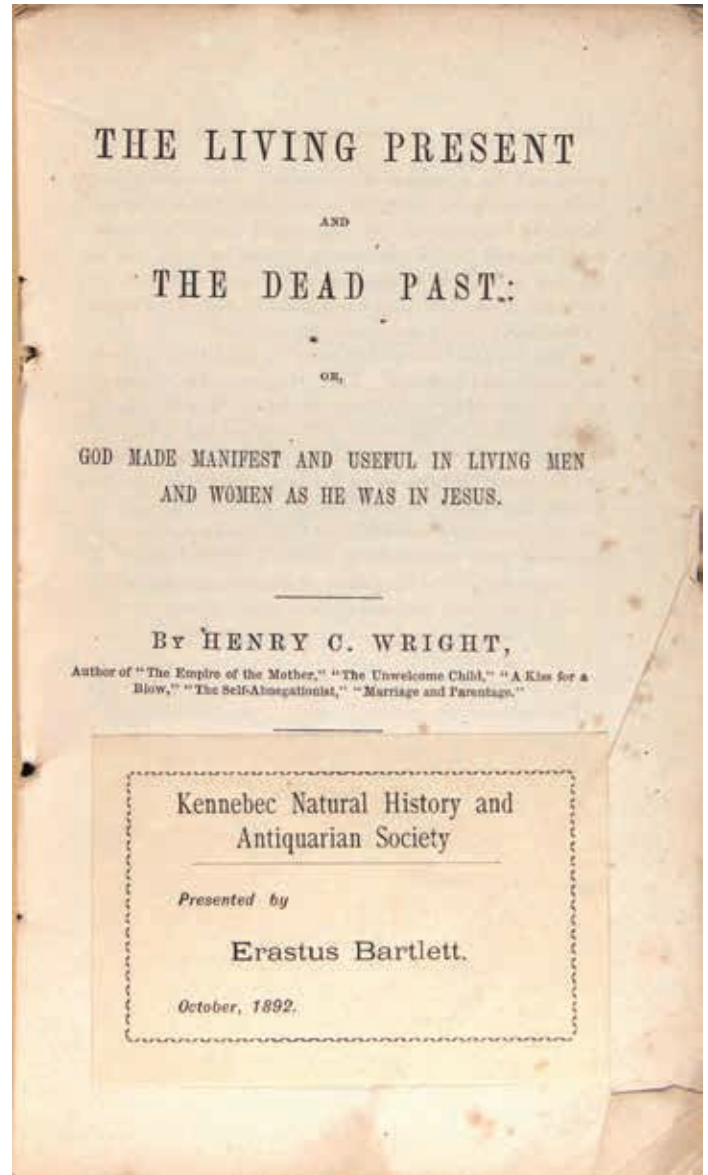 THE LIVING PRESENT
AND
THE DEAD PAST:
OR,
GOD MADE MANIFEST AND USEFUL IN LIVING MEN
AND WOMEN AS HE WAS IN JESUS.
BY HENRY C. WRIGHT,
Author of "The Empire of the Mother," "The Unwelcome Child," "A Kiss for a
Blow," "The Self-Abnegationist," "Marriage and Parentage."
Kennebec Natural History and
Antiquarian Society
Presented by
Erastus Bartlett.
October, 1892.